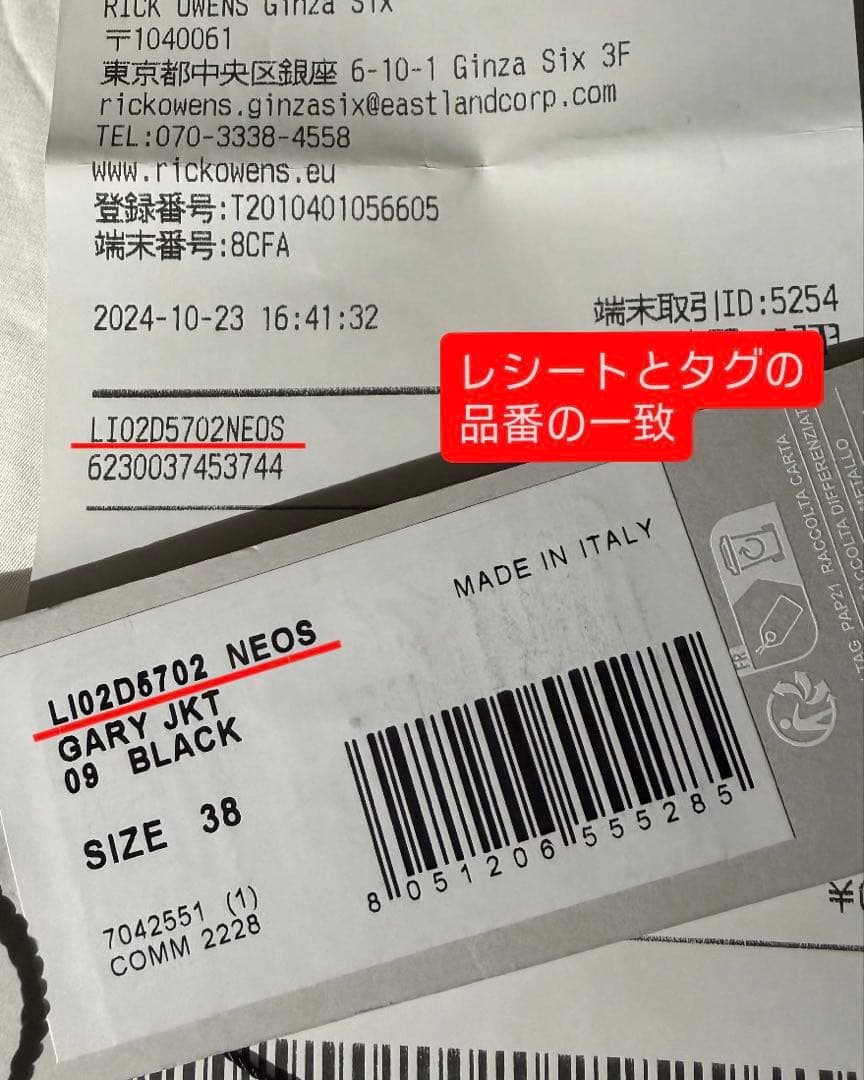 RICK OWENS Ginza Six
〒1040061
東京都中央区銀座 6-10-1 Ginza Six 3F
rickowens.ginzasix@eastlandcorp.com
TEL:070-3338-4558
www.rickowens.eu
登録番号:T2010401056605
端末番号:8CFA
2024-10-23 16:41:32
端末取引ID:5254
レシートとタグの
品番の一致
LI02D5702NEOS
6230037453744
MADE IN ITALY
LI02D5702 NEOS
GARY JKT
09 BLACK
SIZE 38
8051206555285
7042551 (1)
COMM 2228
RACCOLTA CARTA
TAG PAP21 RACCOLTA DIFFERENZIATA
FR